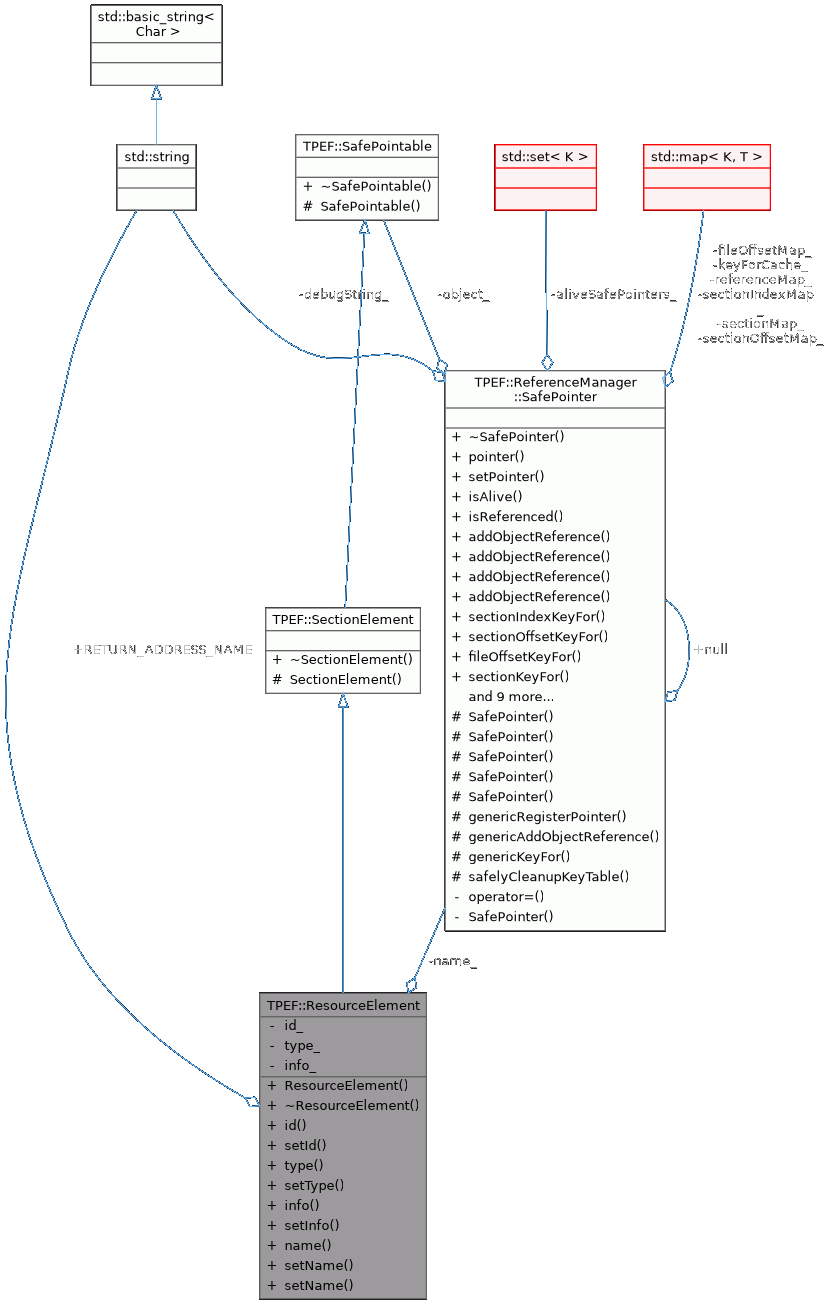 std::basic_string<
Char >
std::string
TPEF::SafePointable
+ ~SafePointable()
# SafePointable()
std::set< K >
std::map< K, T >
-fileOffsetMap_
-keyForCache_
-referenceMap_
-sectionIndexMap
_
-sectionMap_
-sectionOffsetMap_
-debugString_
-object_
-aliveSafePointers_
TPEF::ReferenceManager
::SafePointer
+ ~SafePointer()
+ pointer()
+ setPointer()
+ isAlive()
+ isReferenced()
+ addObjectReference()
+ addObjectReference()
+ addObjectReference()
+ addObjectReference()
+ sectionIndexKeyFor()
+ sectionOffsetKeyFor()
+ fileOffsetKeyFor()
+ sectionKeyFor()
and 9 more...
# SafePointer()
# SafePointer()
# SafePointer()
# SafePointer()
# SafePointer()
# genericRegisterPointer()
# genericAddObjectReference()
# genericKeyFor()
# safelyCleanupKeyTable()
- operator=()
- SafePointer()
+null
TPEF::SectionElement
+ ~SectionElement()
# SectionElement()
+RETURN_ADDRESS_NAME
-name_
TPEF::ResourceElement
- id_
- type_
- info_
+ ResourceElement()
+ ~ResourceElement()
+ id()
+ setId()
+ type()
+ setType()
+ info()
+ setInfo()
+ name()
+ setName()
+ setName()